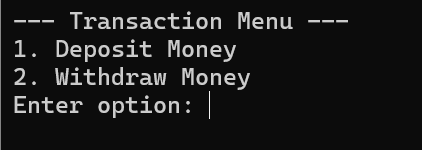 --- Transaction Menu ---
1. Deposit Money
2. Withdraw Money
Enter option: